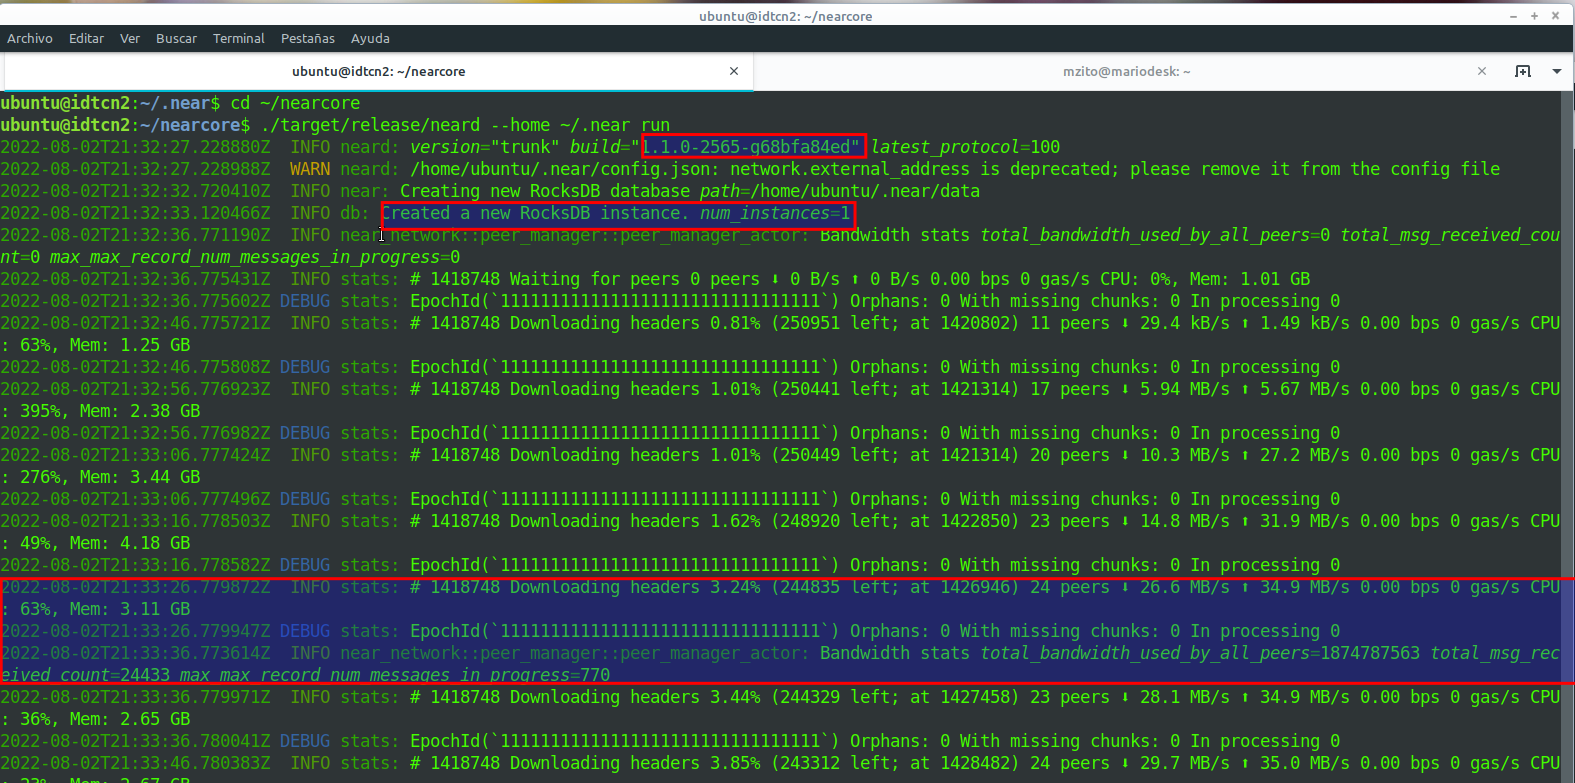 ubuntu@idtcn2: ~/nearcore
Archivo Editar Ver Buscar Terminal Pestañas Ayuda
ubuntu@idtcn2: ~/nearcore mzito@mariodesk: ~
ubuntu@idtcn2:~/.near$ cd ~/nearcore
ubuntu@idtcn2:~/nearcore$ ./target/release/neard --home ~/.near run
2022-08-02T21:32:27.228880Z INFO neard: version="trunk" build="1.1.0-2565-g68bfa84ed" latest_protocol=100
2022-08-02T21:32:27.228988Z WARN neard: /home/ubuntu/.near/config.json: network.external_address is deprecated; please remove it from the config file
2022-08-02T21:32:32.720410Z INFO near: Creating new RocksDB database path=/home/ubuntu/.near/data
2022-08-02T21:32:33.120466Z INFO db: Created a new RocksDB instance. num_instances=1
2022-08-02T21:32:36.771190Z INFO near_network::peer_manager::peer_manager_actor: Bandwidth stats total_bandwidth_used_by_all_peers=0 total_msg_received_cou
nt=0 max_max_record_num_messages_in_progress=0
2022-08-02T21:32:36.775431Z INFO stats: # 1418748 Waiting for peers 0 peers ⬇ 0 B/s ⬆ 0 B/s 0.00 bps 0 gas/s CPU: 0%, Mem: 1.01 GB
2022-08-02T21:32:36.775602Z DEBUG stats: EpochId(`11111111111111111111111111111111`) Orphans: 0 With missing chunks: 0 In processing 0
2022-08-02T21:32:46.775721Z INFO stats: # 1418748 Downloading headers 0.81% (250951 left; at 1420802) 11 peers ⬇ 29.4 kB/s ⬆ 1.49 kB/s 0.00 bps 0 gas/s CPU
: 63%, Mem: 1.25 GB
2022-08-02T21:32:46.775808Z DEBUG stats: EpochId(`11111111111111111111111111111111`) Orphans: 0 With missing chunks: 0 In processing 0
2022-08-02T21:32:56.776923Z INFO stats: # 1418748 Downloading headers 1.01% (250441 left; at 1421314) 17 peers ⬇ 5.94 MB/s ⬆ 5.67 MB/s 0.00 bps 0 gas/s CPU
: 395%, Mem: 2.38 GB
2022-08-02T21:32:56.776982Z DEBUG stats: EpochId(`11111111111111111111111111111111`) Orphans: 0 With missing chunks: 0 In processing 0
2022-08-02T21:33:06.777424Z INFO stats: # 1418748 Downloading headers 1.01% (250449 left; at 1421314) 20 peers ⬇ 10.3 MB/s ⬆ 27.2 MB/s 0.00 bps 0 gas/s CPU
: 276%, Mem: 3.44 GB
2022-08-02T21:33:06.777496Z DEBUG stats: EpochId(`11111111111111111111111111111111`) Orphans: 0 With missing chunks: 0 In processing 0
2022-08-02T21:33:16.778503Z INFO stats: # 1418748 Downloading headers 1.62% (248920 left; at 1422850) 23 peers ⬇ 14.8 MB/s ⬆ 31.9 MB/s 0.00 bps 0 gas/s CPU
: 49%, Mem: 4.18 GB
2022-08-02T21:33:16.778582Z DEBUG stats: EpochId(`11111111111111111111111111111111`) Orphans: 0 With missing chunks: 0 In processing 0
2022-08-02T21:33:26.779872Z INFO stats: # 1418748 Downloading headers 3.24% (244835 left; at 1426946) 24 peers ⬇ 26.6 MB/s ⬆ 34.9 MB/s 0.00 bps 0 gas/s CPU
: 63%, Mem: 3.11 GB
2022-08-02T21:33:26.779947Z DEBUG stats: EpochId(`11111111111111111111111111111111`) Orphans: 0 With missing chunks: 0 In processing 0
2022-08-02T21:33:36.773614Z INFO near_network::peer_manager::peer_manager_actor: Bandwidth stats total_bandwidth_used_by_all_peers=1874787563 total_msg_rec
eived_count=24433 max_max_record_num_messages_in_progress=770
2022-08-02T21:33:36.779971Z INFO stats: # 1418748 Downloading headers 3.44% (244329 left; at 1427458) 23 peers ⬇ 28.1 MB/s ⬆ 34.9 MB/s 0.00 bps 0 gas/s CPU
: 36%, Mem: 2.65 GB
2022-08-02T21:33:36.780041Z DEBUG stats: EpochId(`11111111111111111111111111111111`) Orphans: 0 With missing chunks: 0 In processing 0
2022-08-02T21:33:46.780383Z INFO stats: # 1418748 Downloading headers 3.85% (243312 left; at 1428482) 24 peers ⬇ 29.7 MB/s ⬆ 35.0 MB/s 0.00 bps 0 gas/s CPU
: 23%, Mem: 2.67 GB